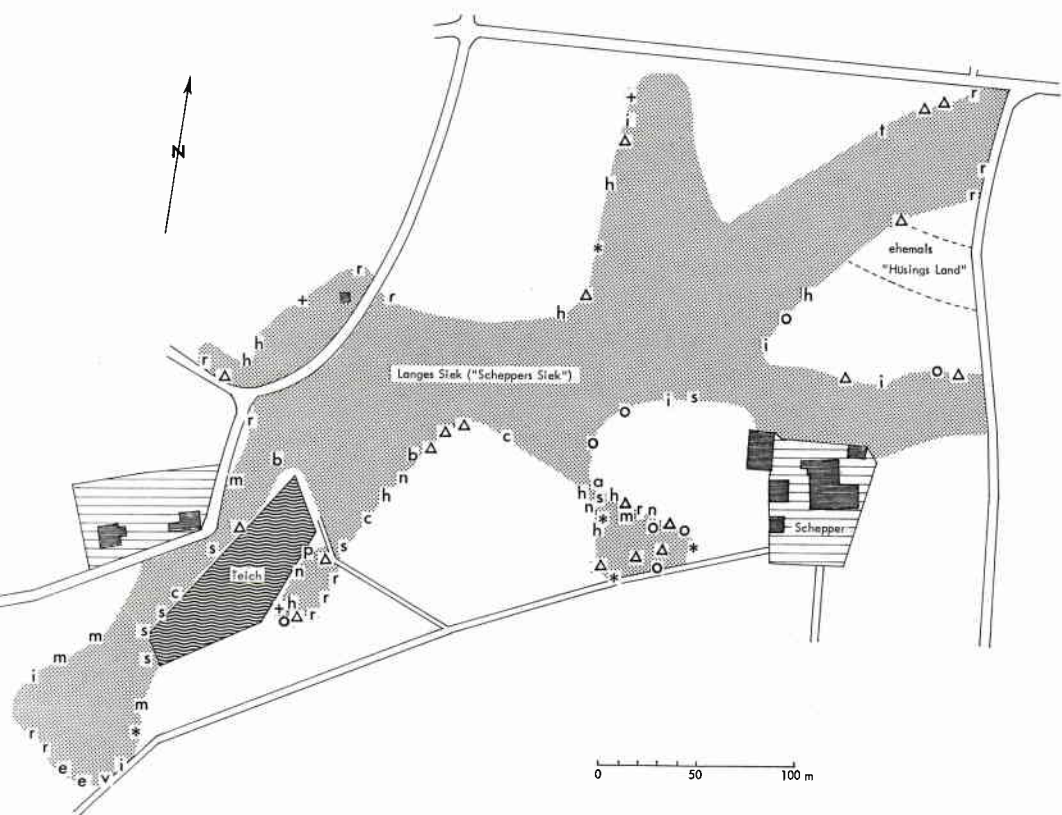 N
+
i
h
*
h
t
r
r
r
ehemals
"Hüsings Land"
h
i
r
+
r
h
h
r
Langes Siek ("Scheppers Siek")
i
i
s
r
b
c
b
n
m
h
a
s
h
h
n
*
h
m
i
r
n
*
*
c
s
s
c
s
s
s
Teich
p
n
+
h
r
r
r
Schepper
m
m
i
m
*
r
r
e
e
v
i
0
50
100 m